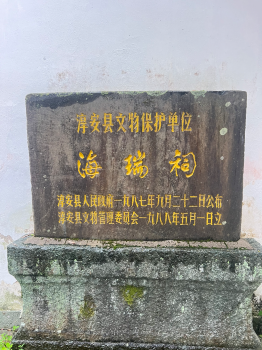 淳安县文物保护单位
海瑞祠
淳安县人民政府一九八七年九月二十二日公布
淳安县文物管理委员会一九八八年五月一日立